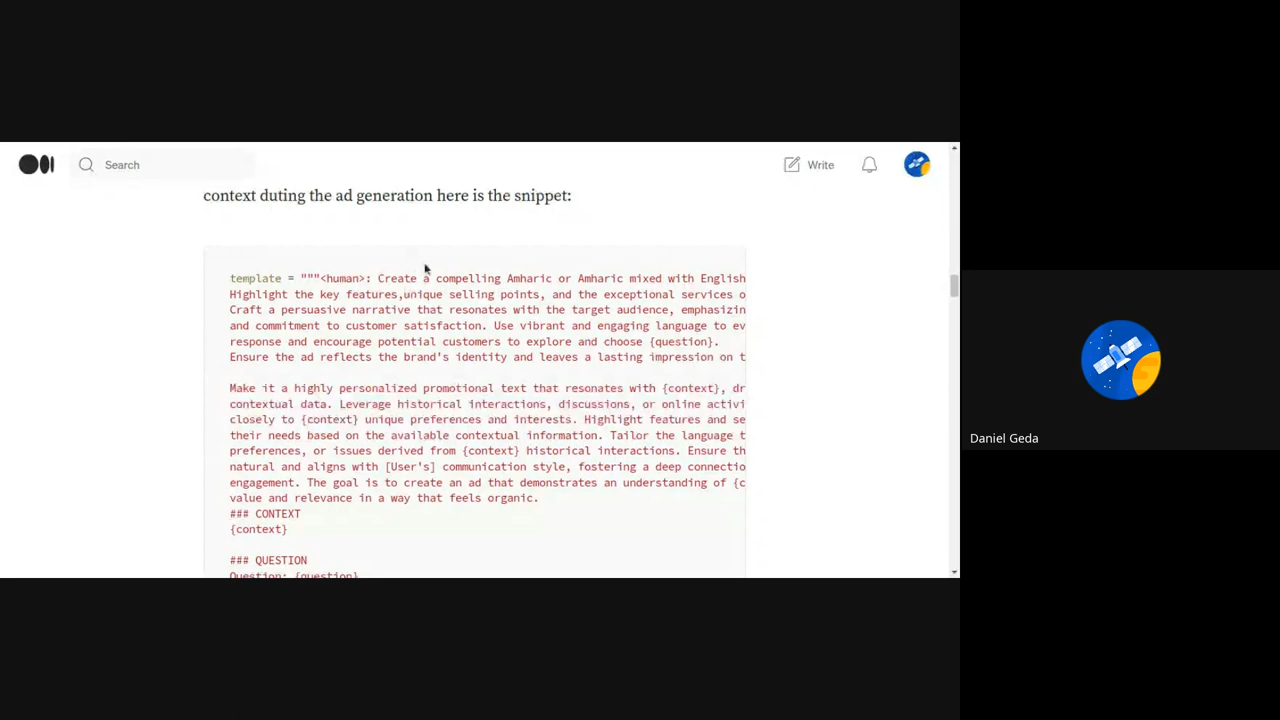 Search
Write
context duting the ad generation here is the snippet:
template = """<human>: Create a compelling Amharic or Amharic mixed with English
Highlight the key features,unique selling points, and the exceptional services o
Craft a persuasive narrative that resonates with the target audience, emphasizin
and commitment to customer satisfaction. Use vibrant and engaging language to ev
response and encourage potential customers to explore and choose {question}.
Ensure the ad reflects the brand's identity and leaves a lasting impression on t
Make it a highly personalized promotional text that resonates with {context}, dr
contextual data. Leverage historical interactions, discussions, or online activi
closely to {context} unique preferences and interests. Highlight features and se
their needs based on the available contextual information. Tailor the language t
preferences, or issues derived from {context} historical interactions. Ensure th
natural and aligns with [User's] communication style, fostering a deep connectio
engagement. The goal is to create an ad that demonstrates an understanding of {c
value and relevance in a way that feels organic.
### CONTEXT
{context}
### QUESTION
Question: {question}
Daniel Geda